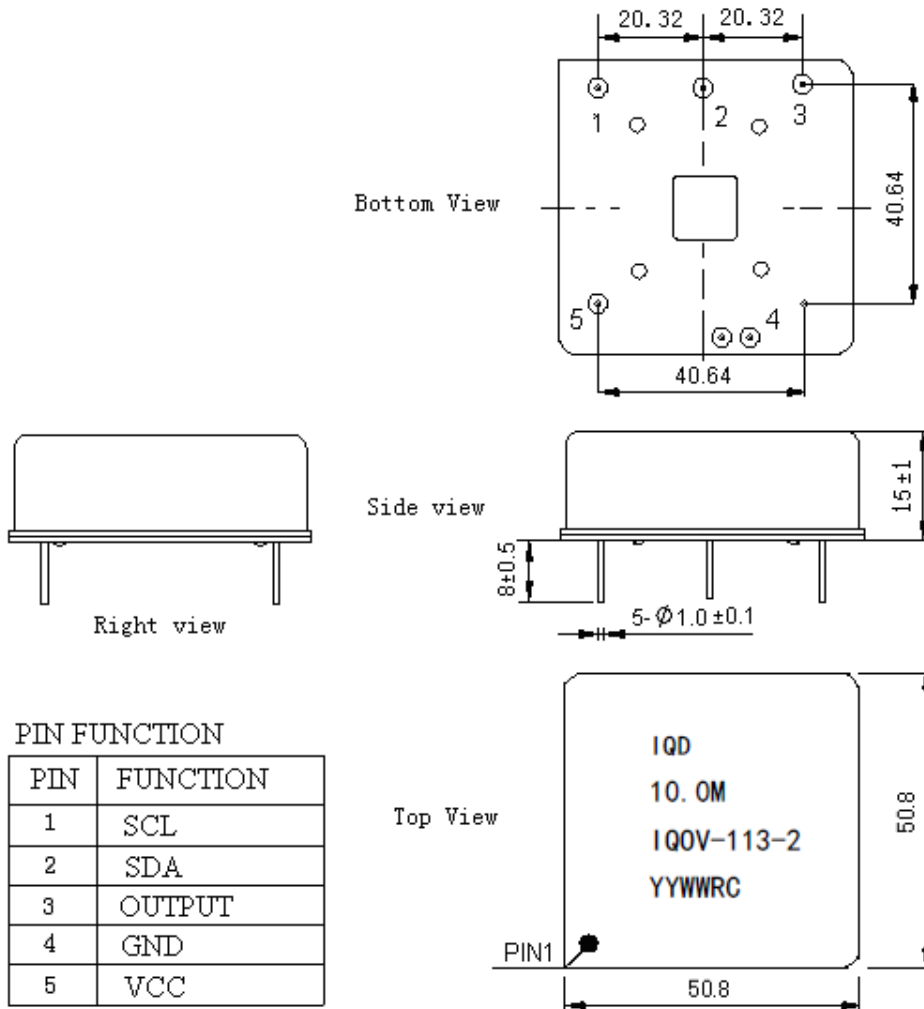 20.32 20.32
1 2 3
Bottom View
40.64
5 4
40.64
Side view
15±1
8±0.5
Right view
5-Φ1.0±0.1
PIN FUNCTION
PIN FUNCTION
1 SCL
2 SDA
3 OUTPUT
4 GND
5 VCC
Top View
IQD
10.0M
IQOV-113-2
YYWWRC
50.8
PIN1
50.8